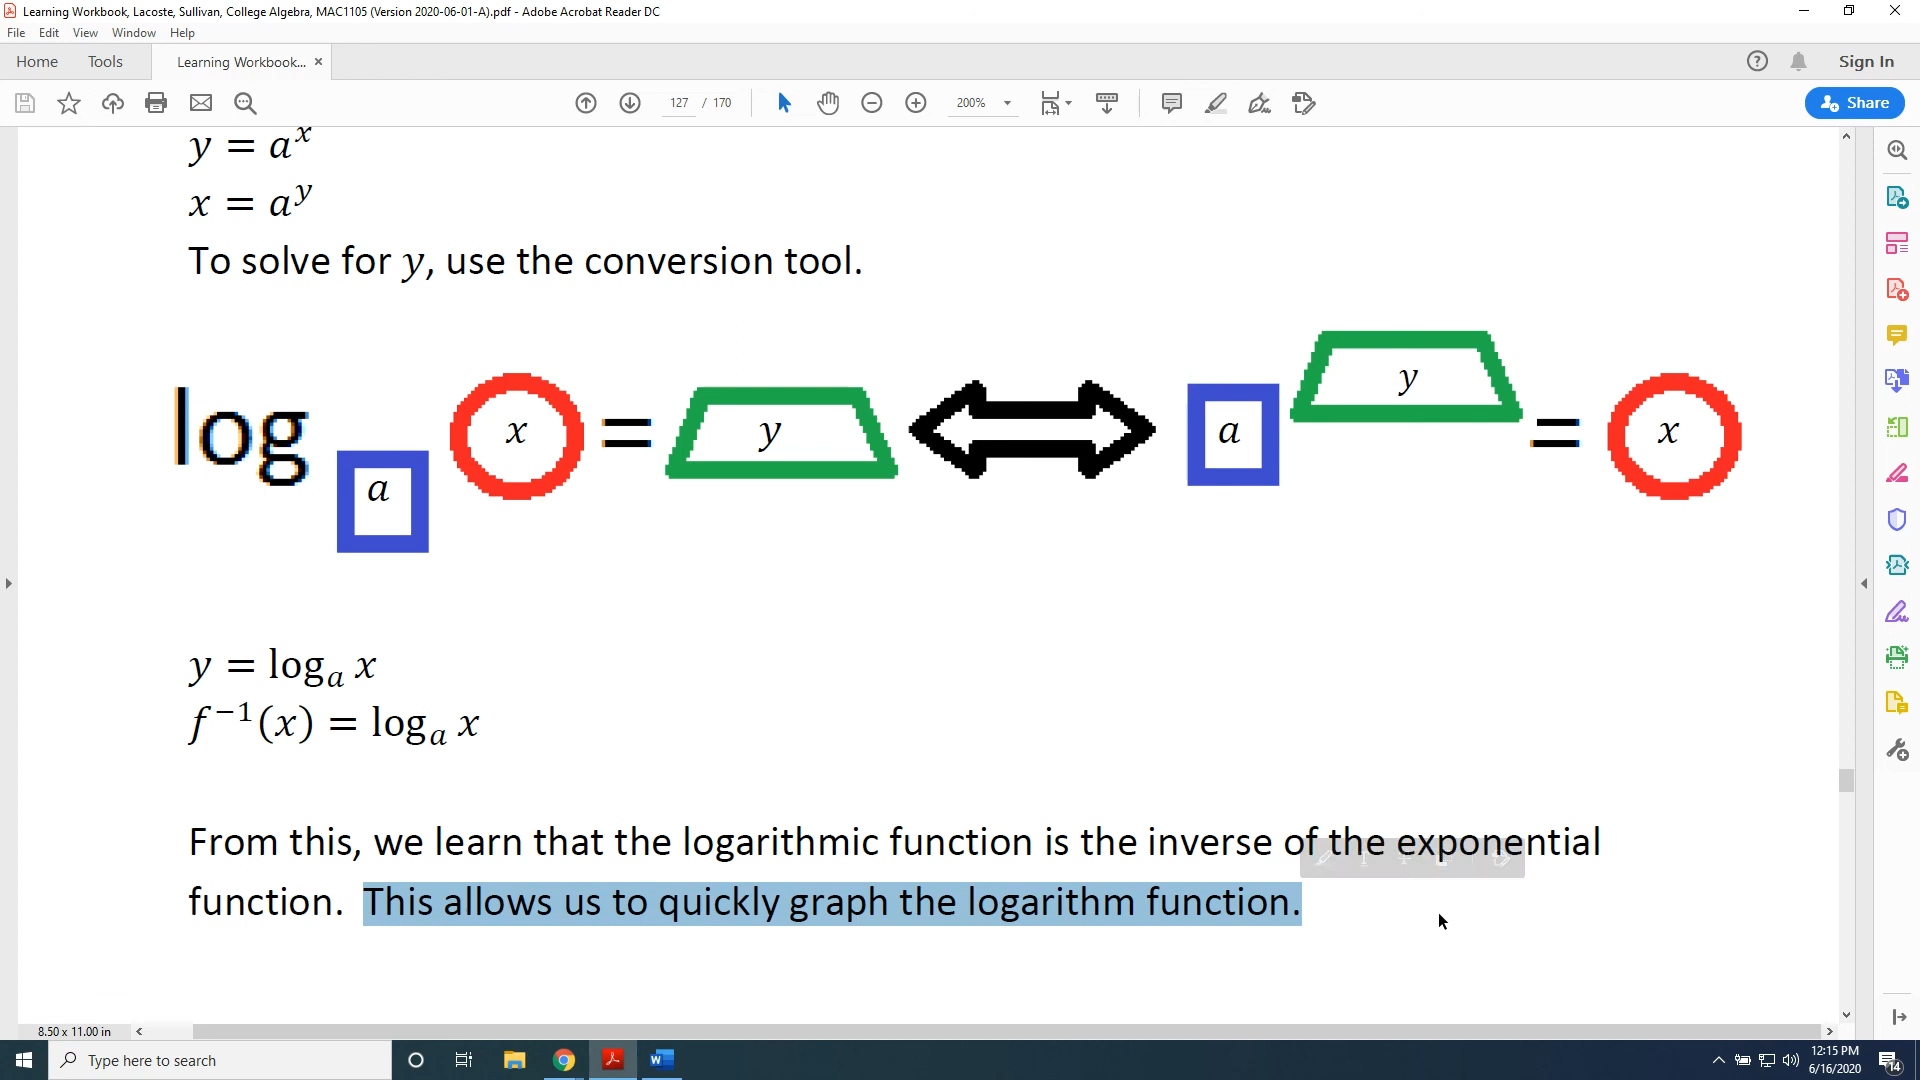 Learning Workbook, Lacoste, Sullivan, College Algebra, MAC1105 (Version 2020-06-01-A).pdf - Adobe Acrobat Reader DC
File Edit View Window Help
Home Tools Learning Workbook... × Sign In
127 / 170 200% Share
y = a^x
x = a^y
To solve for y, use the conversion tool.
log a x = y a y = x
y = log_a x
f^{-1}(x) = log_a x
From this, we learn that the logarithmic function is the inverse of the exponential
function. This allows us to quickly graph the logarithm function.
8.50 x 11.00 in
Type here to search
12:15 PM
6/16/2020
14